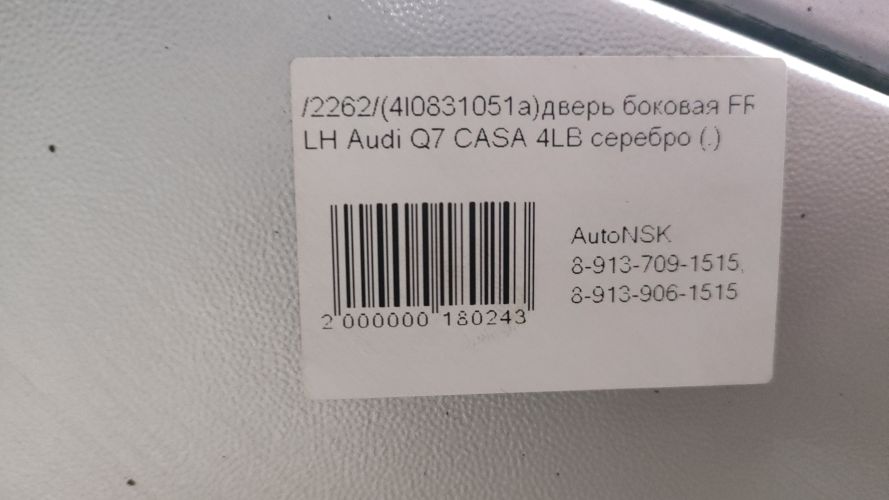 /2262/(4l0831051a)дверь боковая FR
LH Audi Q7 CASA 4LB серебро (.)
AutoNSK
8-913-709-1515,
8-913-906-1515
2 000000 180243